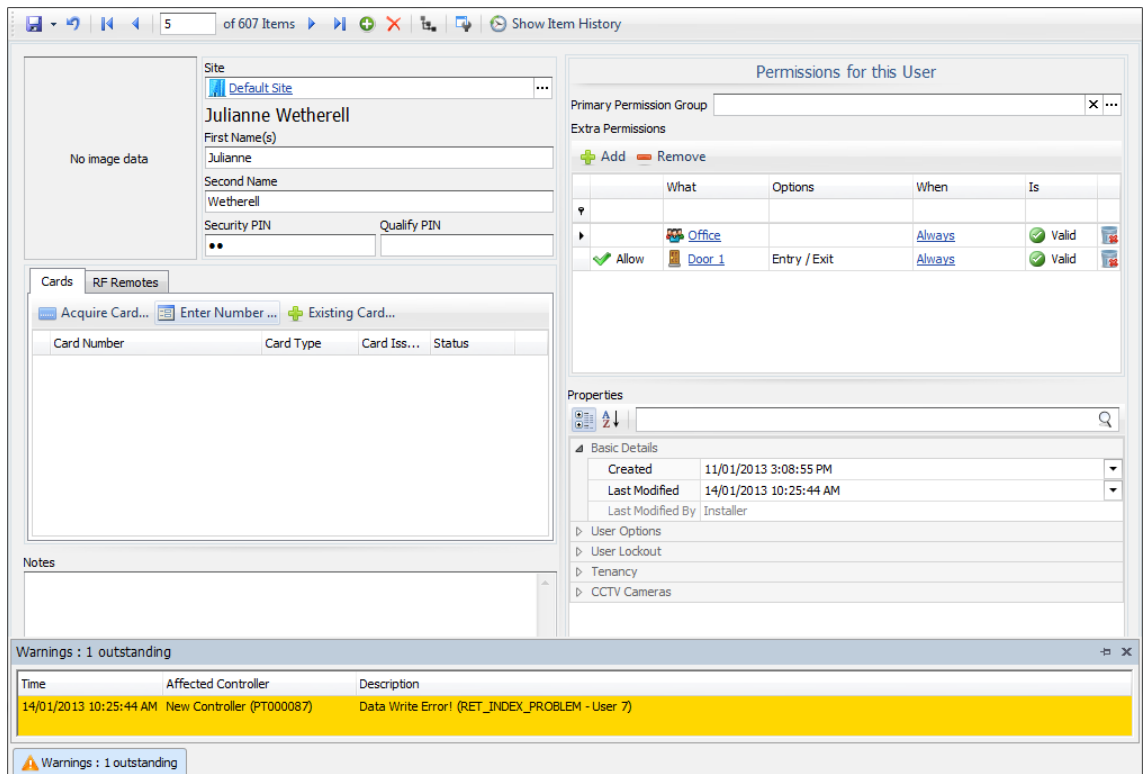 5 of 607 Items Show Item History
No image data
Site
Default Site ...
Julianne Wetherell
First Name(s)
Julianne
Second Name
Wetherell
Security PIN Qualify PIN
●●
Cards RF Remotes
Acquire Card... Enter Number ... Existing Card...
Card Number Card Type Card Iss... Status
Notes
Permissions for this User
Primary Permission Group
Extra Permissions
Add Remove
What Options When Is
Office Always Valid
Allow Door 1 Entry / Exit Always Valid
Properties
Basic Details
Created 11/01/2013 3:08:55 PM
Last Modified 14/01/2013 10:25:44 AM
Last Modified By Installer
User Options
User Lockout
Tenancy
CCTV Cameras
Warnings : 1 outstanding
Time Affected Controller Description
14/01/2013 10:25:44 AM New Controller (PT000087) Data Write Error! (RET_INDEX_PROBLEM - User 7)
Warnings : 1 outstanding